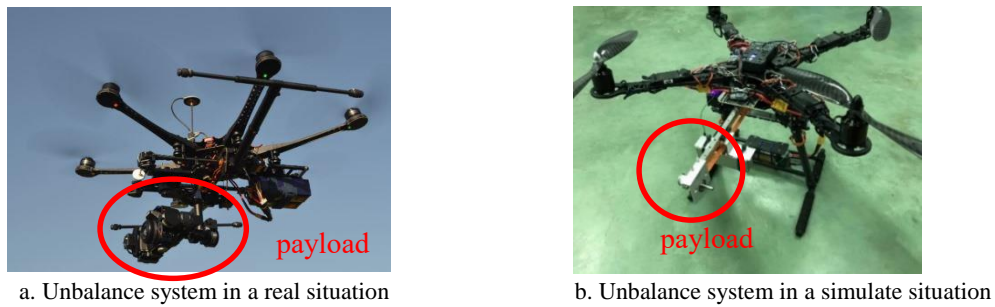 payload
payload
a. Unbalance system in a real situation
b. Unbalance system in a simulate situation